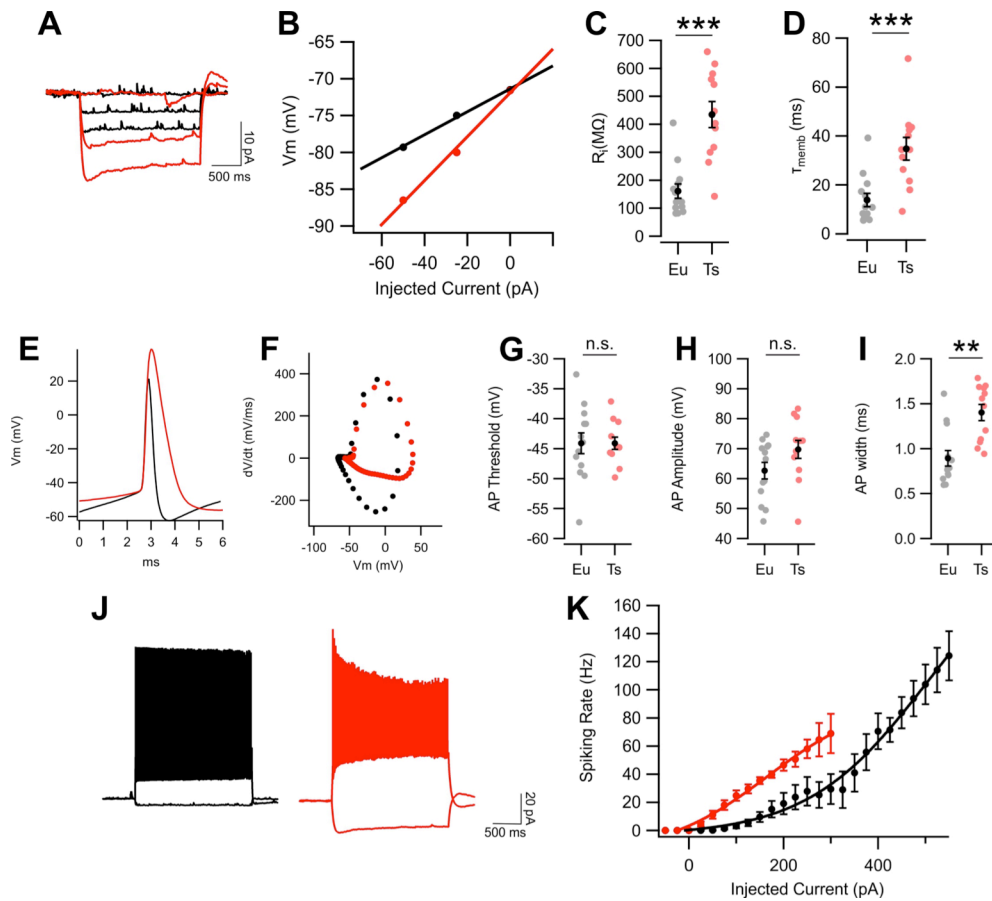 A
10 pA
500 ms
B
Vm (mV)
-65
-70
-75
-80
-85
-90
-60 -40 -20 0
Injected Current (pA)
C
***
Ri(MΩ)
700
600
500
400
300
200
100
0
Eu Ts
D
***
τmemb (ms)
80
60
40
20
0
Eu Ts
E
Vm (mV)
20
0
-20
-40
-60
0 1 2 3 4 5 6
ms
F
dV/dt (mV/ms)
400
200
0
-200
-100 -50 0 50
Vm (mV)
G
n.s.
AP Threshold (mV)
-30
-35
-40
-45
-50
-55
-60
Eu Ts
H
n.s.
AP Amplitude (mV)
100
90
80
70
60
50
40
Eu Ts
I
**
AP width (ms)
2.0
1.5
1.0
0.5
0.0
Eu Ts
J
20 pA
500 ms
K
Spiking Rate (Hz)
160
140
120
100
80
60
40
20
0
0 200 400
Injected Current (pA)